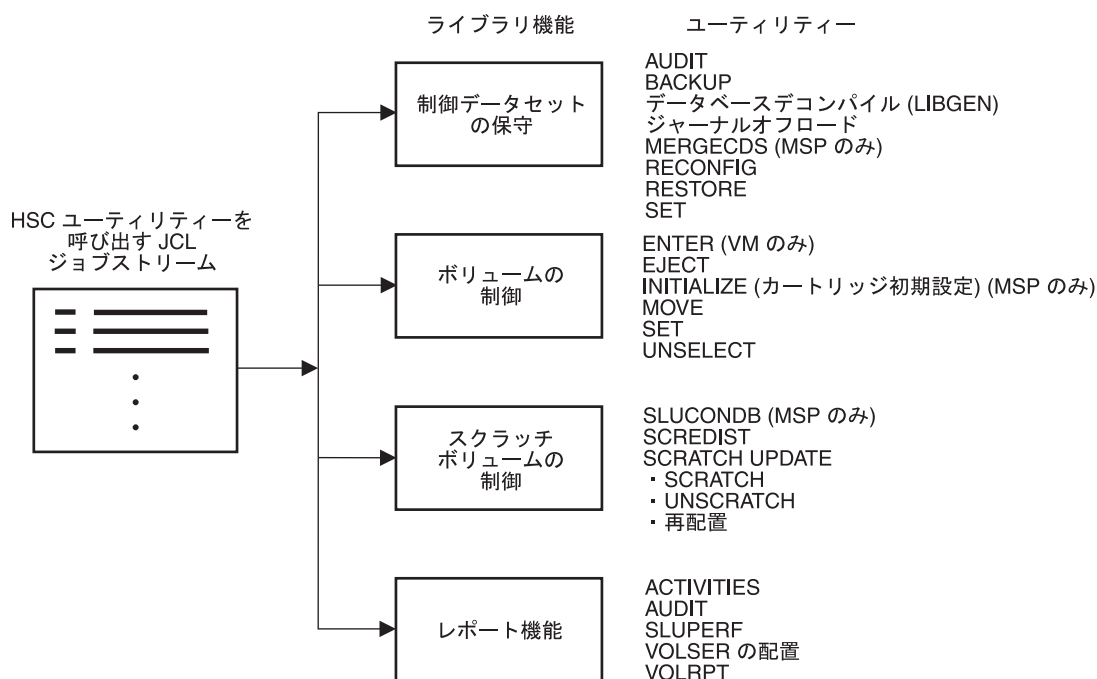 ライブラリ機能
ユーティリティー
HSC ユーティリティーを
呼び出す JCL
ジョブストリーム
制御データセット
の保守
AUDIT
BACKUP
データベースデコンパイル (LIBGEN)
ジャーナルオフロード
MERGECDS (MSP のみ)
RECONFIG
RESTORE
SET
ボリュームの
制御
ENTER (VM のみ)
EJECT
INITIALIZE (カートリッジ初期設定) (MSP のみ)
MOVE
SET
UNSELECT
スクラッチ
ボリュームの
制御
SLUCONDB (MSP のみ)
SCREDIST
SCRATCH UPDATE
・SCRATCH
・UNSCRATCH
・再配置
レポート機能
ACTIVITIES
AUDIT
SLUPERF
VOLSER の配置
VOLRPT